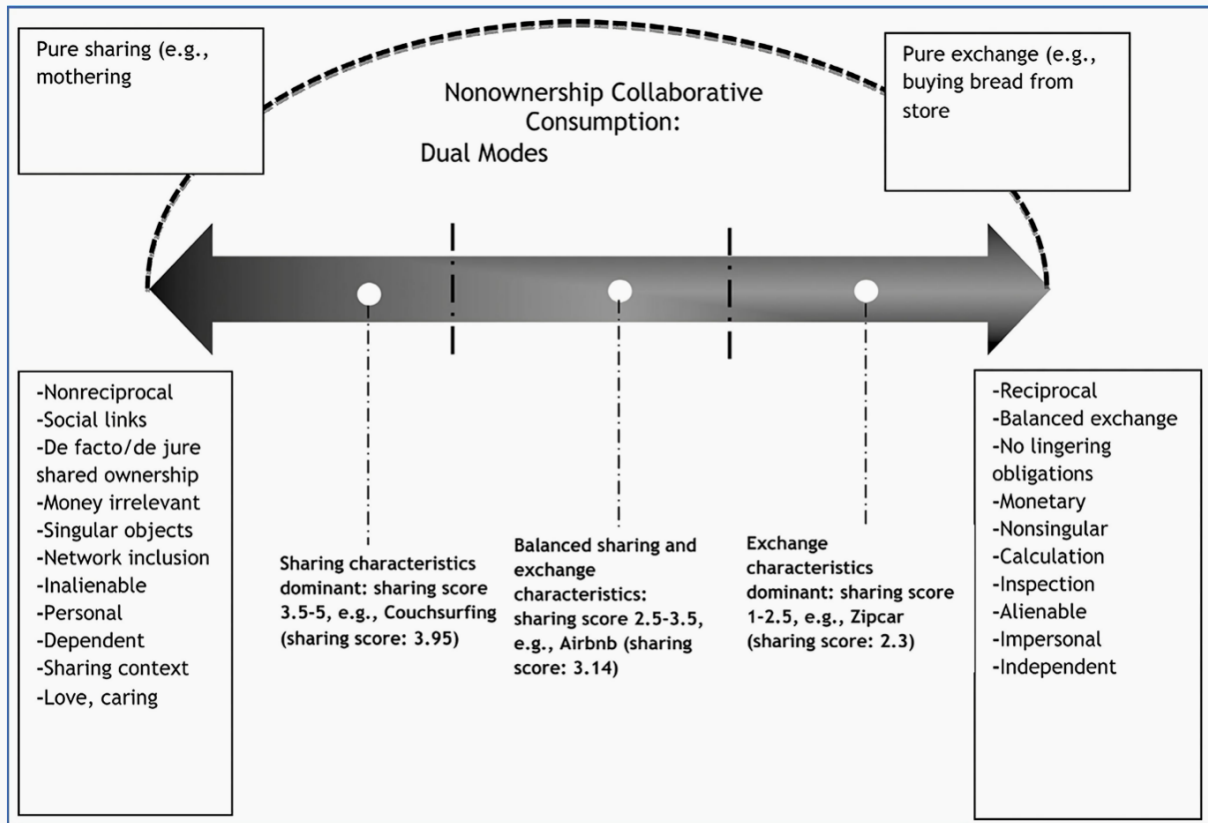 Pure sharing (e.g.,
mothering
Nonownership Collaborative
Consumption:
Dual Modes
Pure exchange (e.g.,
buying bread from
store
-Nonreciprocal
-Social links
-De facto/de jure
shared ownership
-Money irrelevant
-Singular objects
-Network inclusion
-Inalienable
-Personal
-Dependent
-Sharing context
-Love, caring
Sharing characteristics
dominant: sharing score
3.5-5, e.g., Couchsurfing
(sharing score: 3.95)
Balanced sharing and
exchange
characteristics:
sharing score 2.5-3.5,
e.g., Airbnb (sharing
score: 3.14)
Exchange
characteristics
dominant: sharing score
1-2.5, e.g., Zipcar
(sharing score: 2.3)
-Reciprocal
-Balanced exchange
-No lingering
obligations
-Monetary
-Nonsingular
-Calculation
-Inspection
-Alienable
-Impersonal
-Independent